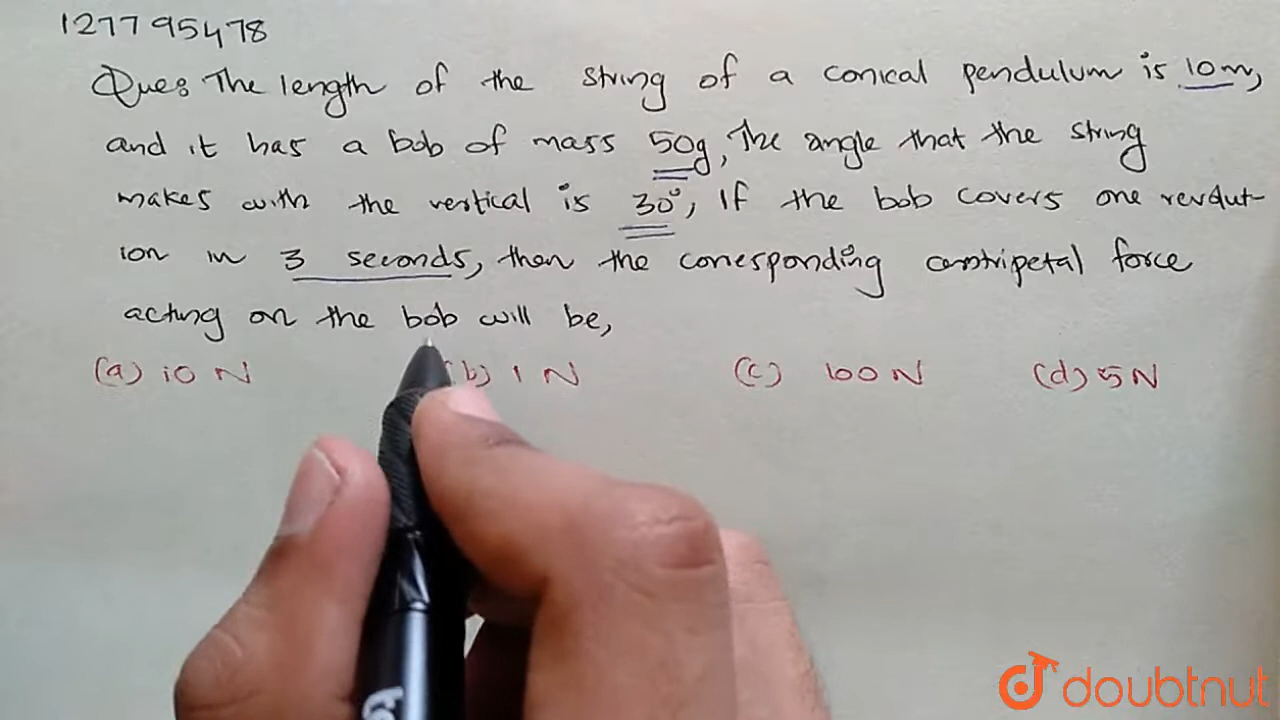 127795478
Ques: The length of the string of a conical pendulum is 10m,
and it has a bob of mass 50g, The angle that the string
makes with the vertical is 30°, If the bob covers one revolut-
ion in 3 seconds, then the corresponding centripetal force
acting on the bob will be,
(a) 10 N (b) 1 N (c) 100 N (d) 5 N
doubtnut